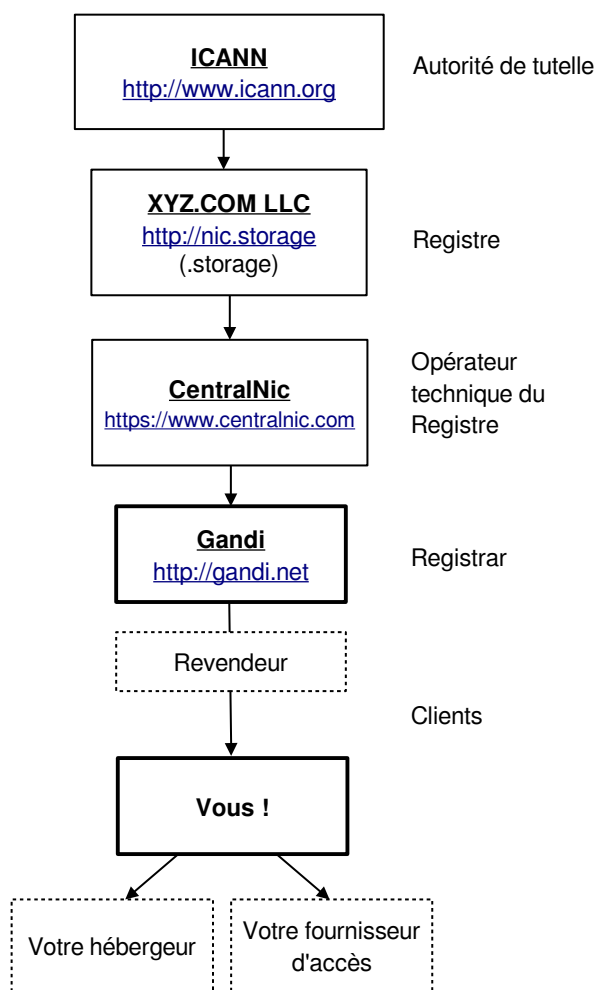 ICANN
http://www.icann.org
Autorité de tutelle
XYZ.COM LLC
http://nic.storage
(.storage)
Registre
CentralNic
https://www.centralnic.com
Opérateur
technique du
Registre
Gandi
http://gandi.net
Registrar
Revendeur
Clients
Vous !
Votre hébergeur
Votre fournisseur
d'accès